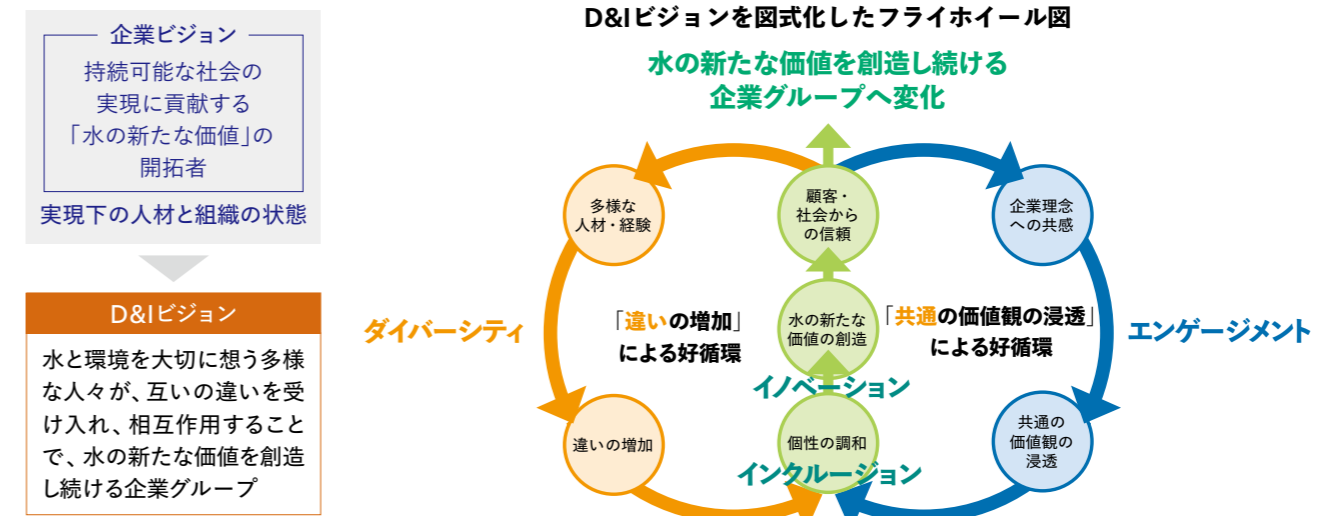 企業ビジョン
持続可能な社会の
実現に貢献する
「水の新たな価値」の
開拓者
実現下の人材と組織の状態
D&Iビジョン
水と環境を大切に想う多様
な人々が、互いの違いを受
け入れ、相互作用すること
で、水の新たな価値を創造
し続ける企業グループ
D&Iビジョンを図式化したフライホイール図
水の新たな価値を創造し続ける
企業グループへ変化
多様な
人材・経験
顧客・
社会から
の信頼
企業理念
への共感
ダイバーシティ
「違いの増加」
による好循環
水の新たな
価値の創造
「共通の価値観の浸透」
による好循環
エンゲージメント
イノベーション
違いの増加
個性の調和
インクルージョン
共通の
価値観の
浸透